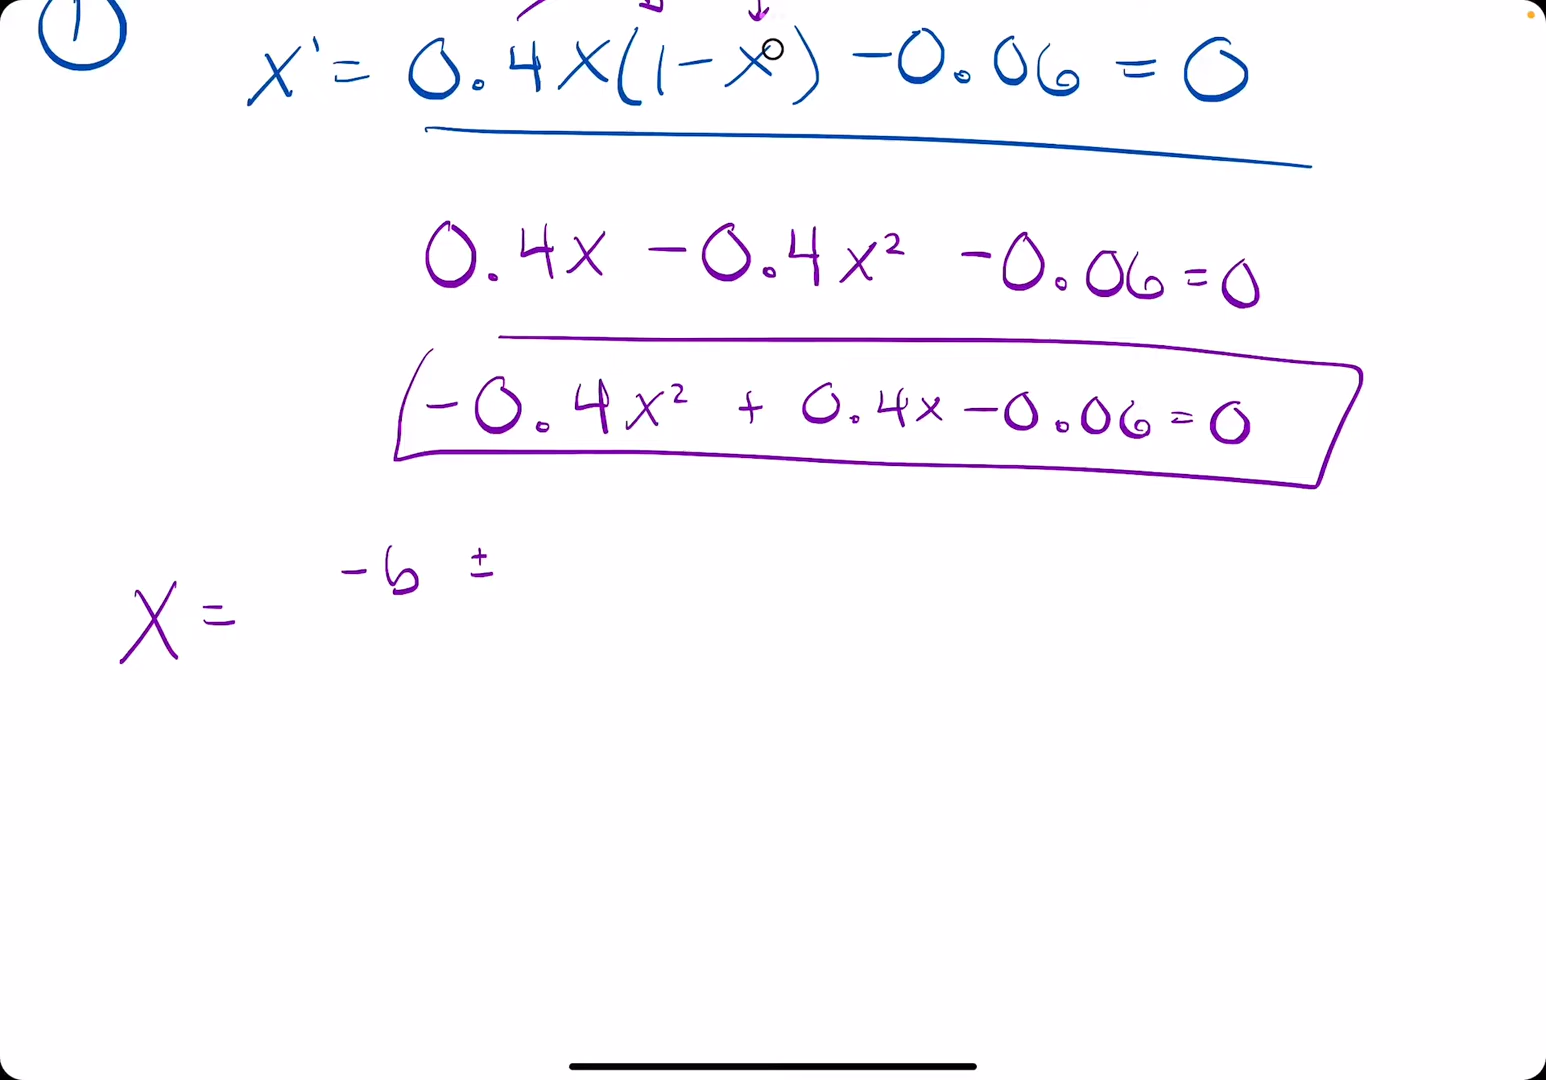 1
x' = 0.4x(1-x) -0.06 = 0
0.4x -0.4x² -0.06=0
-0.4x² + 0.4x -0.06=0
-b ±
x =